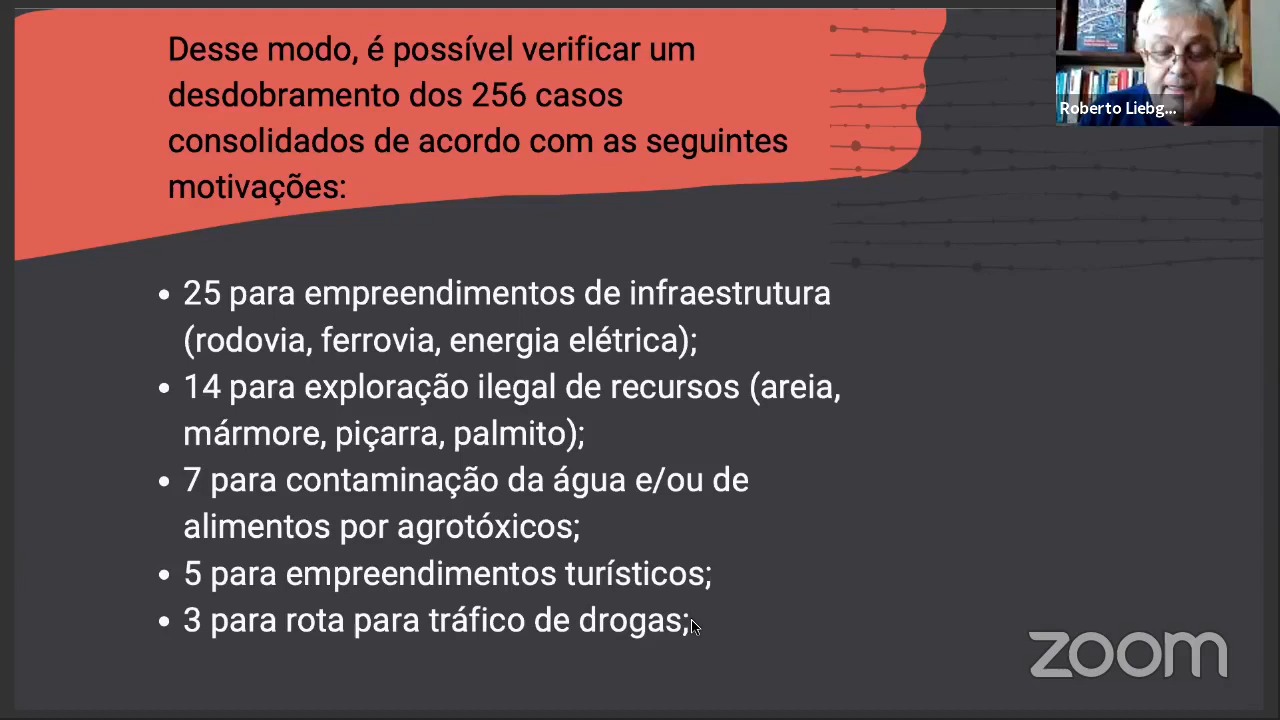 Desse modo, é possível verificar um
desdobramento dos 256 casos
consolidados de acordo com as seguintes
motivações:
Roberto Liebg...
• 25 para empreendimentos de infraestrutura
(rodovia, ferrovia, energia elétrica);
• 14 para exploração ilegal de recursos (areia,
mármore, piçarra, palmito);
• 7 para contaminação da água e/ou de
alimentos por agrotóxicos;
• 5 para empreendimentos turísticos;
• 3 para rota para tráfico de drogas;
zoom